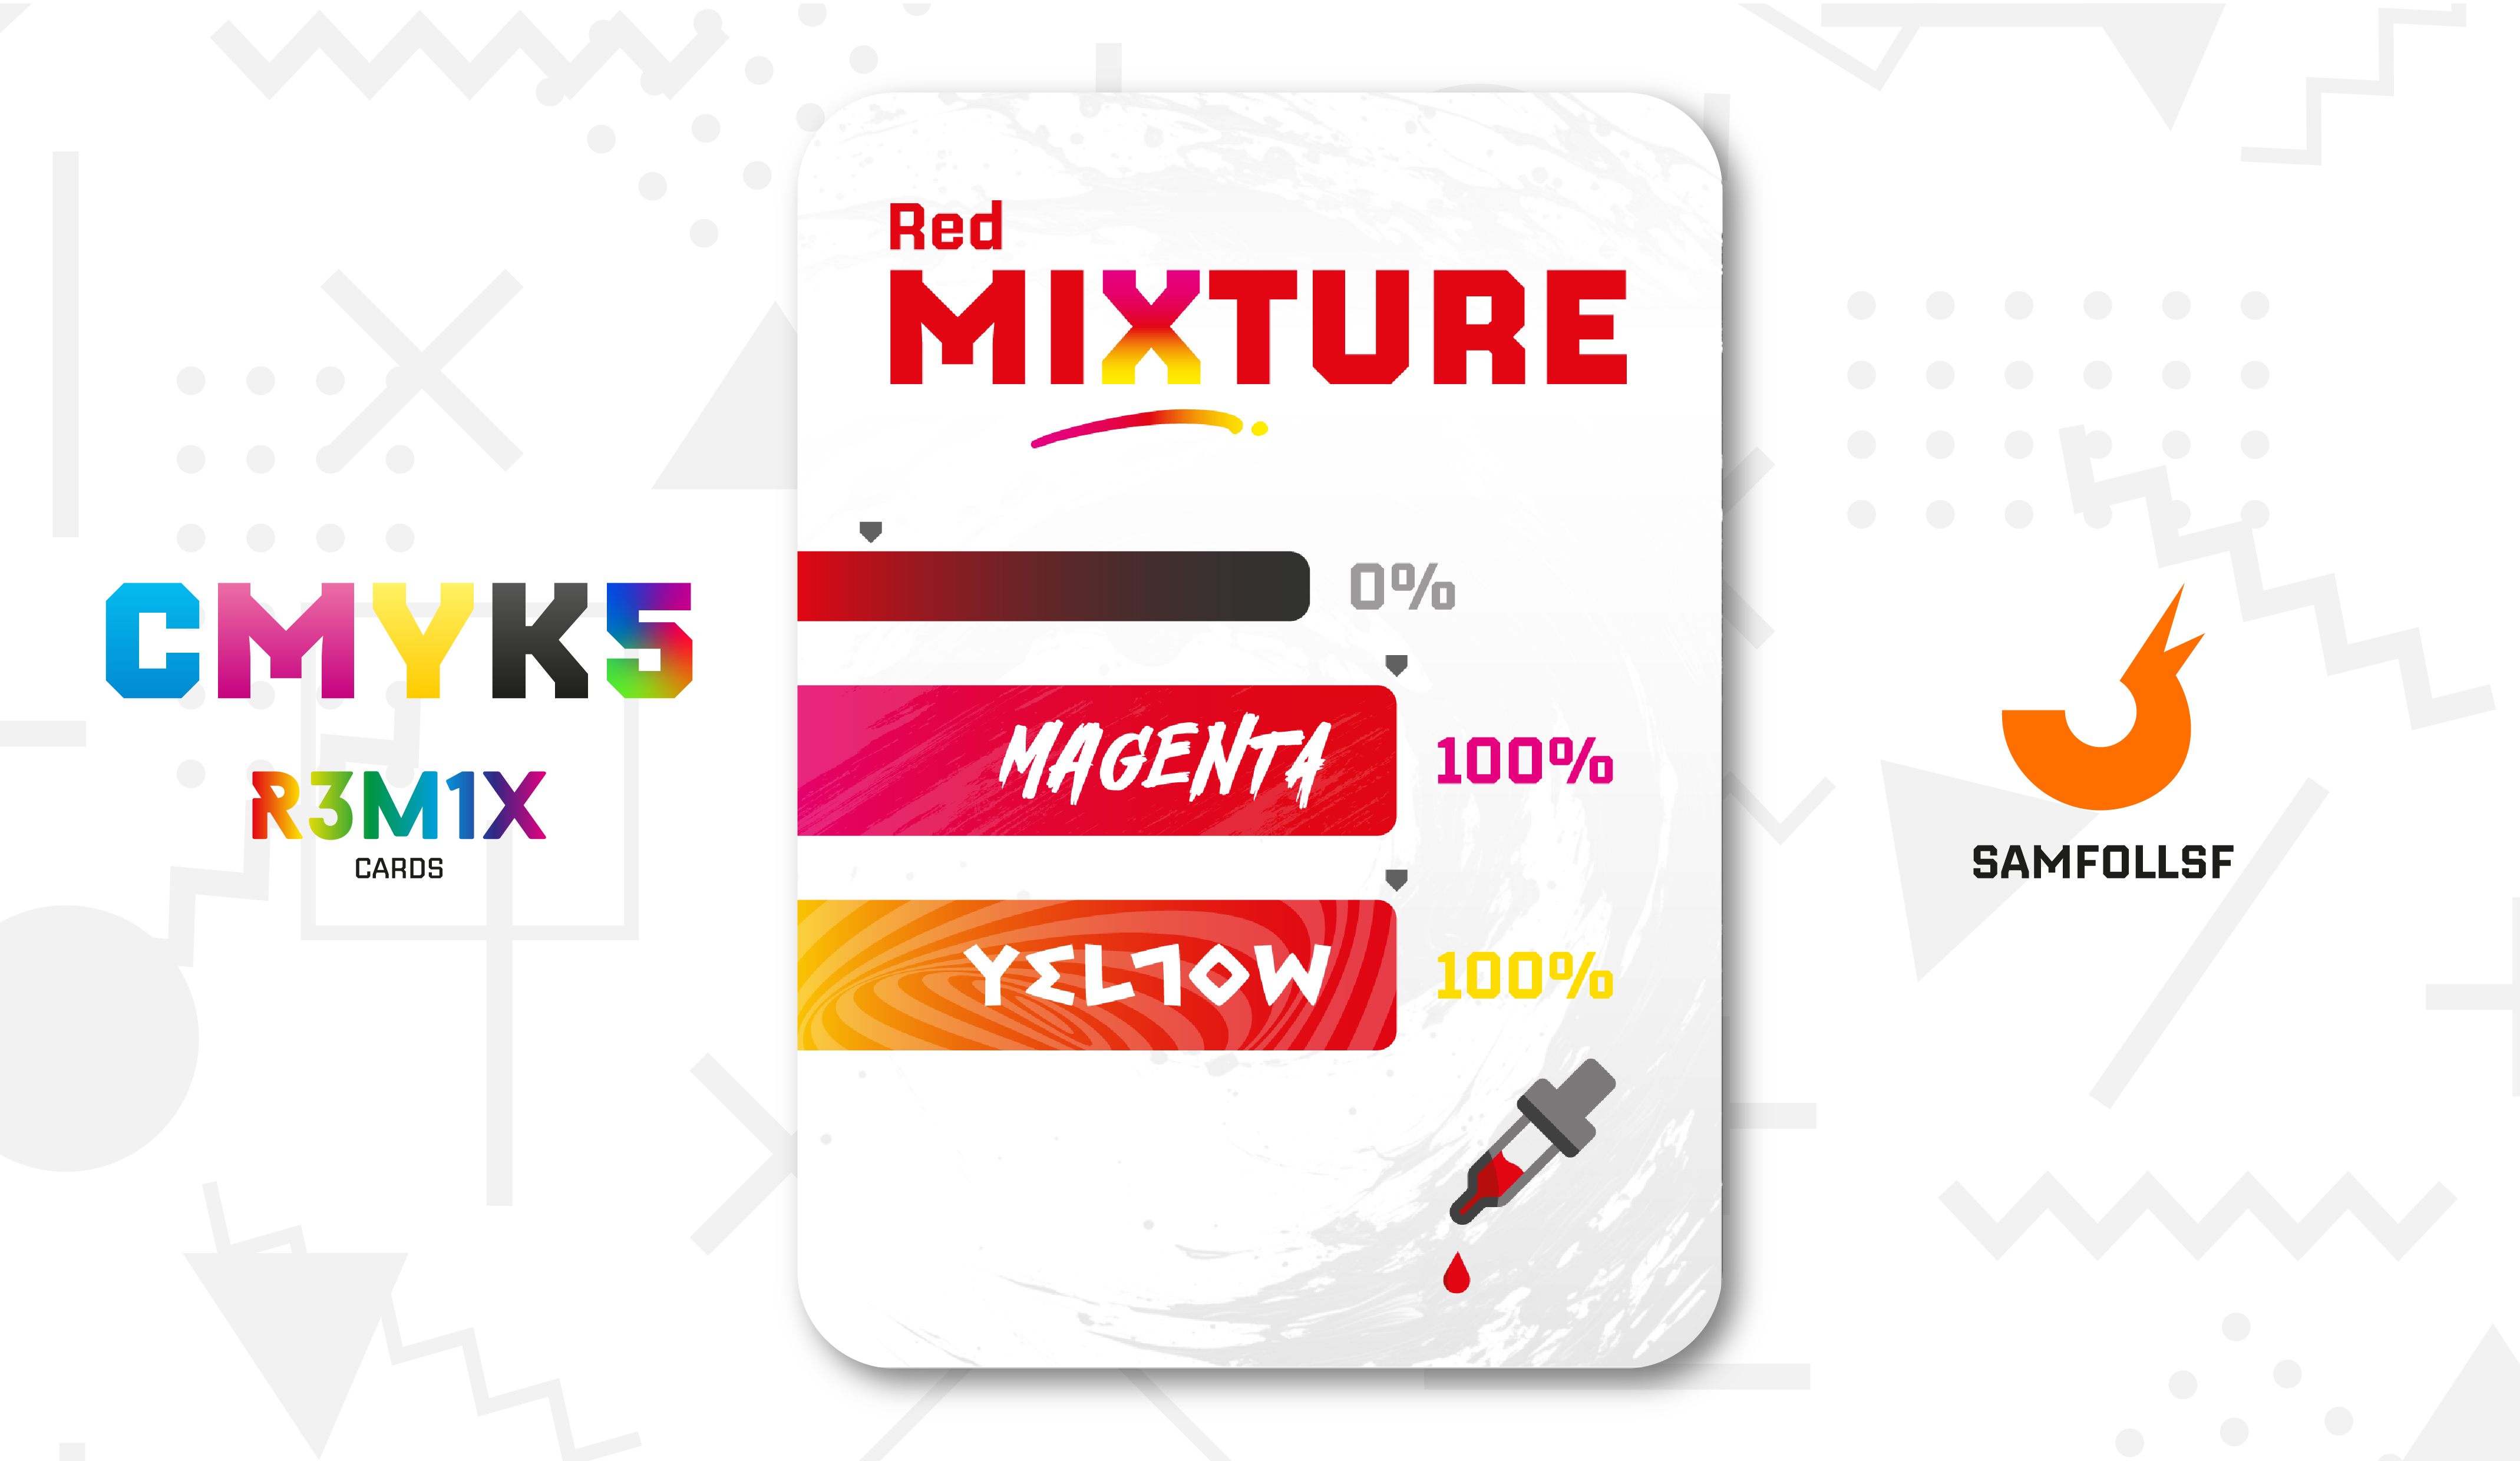 CMYK5
R3M1X
CARDS
Red
MIXTURE
0%
MAGENTA
100%
YELLOW
100%
SAMFOLLSF